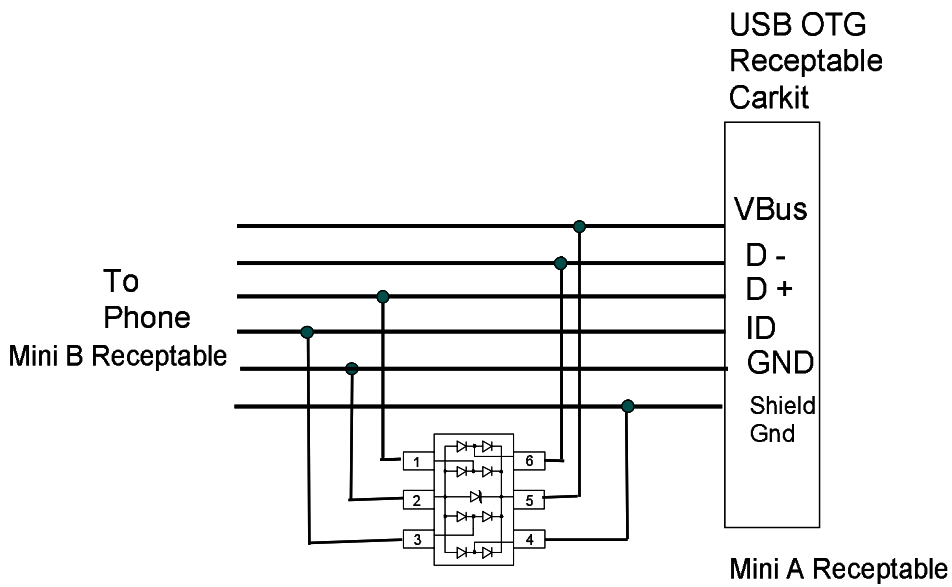 USB OTG
Receptable
Carkit
VBus
D -
D +
ID
GND
Shield
Gnd
To
Phone
Mini B Receptable
1
6
2
5
3
4
Mini A Receptable